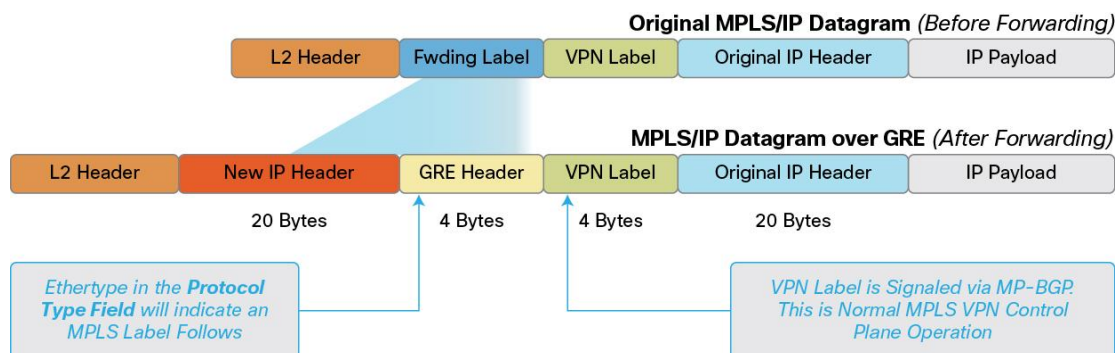 Original MPLS/IP Datagram (Before Forwarding)
L2 Header Fwding Label VPN Label Original IP Header IP Payload
MPLS/IP Datagram over GRE (After Forwarding)
L2 Header New IP Header GRE Header VPN Label Original IP Header IP Payload
20 Bytes 4 Bytes 4 Bytes 20 Bytes
Ethertype in the Protocol
Type Field will indicate an
MPLS Label Follows
VPN Label is Signaled via MP-BGP.
This is Normal MPLS VPN Control
Plane Operation